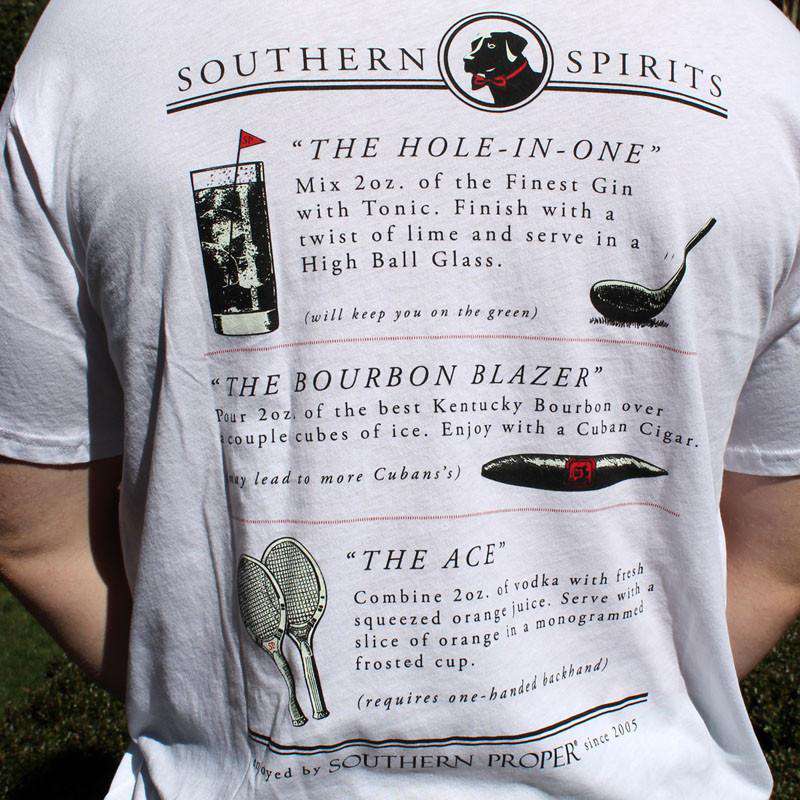 SOUTHERN SPIRITS
SP
"THE HOLE-IN-ONE"
Mix 2oz. of the Finest Gin
with Tonic. Finish with a
twist of lime and serve in a
High Ball Glass.
(will keep you on the green)
"THE BOURBON BLAZER"
Pour 2oz. of the best Kentucky Bourbon over
a couple cubes of ice. Enjoy with a Cuban Cigar.
may lead to more Cubans's)
"THE ACE"
Combine 2oz. of vodka with fresh
squeezed orange juice. Serve with a
slice of orange in a monogrammed
frosted cup.
(requires one-handed backhand)
by SOUTHERN PROPER® since 2005